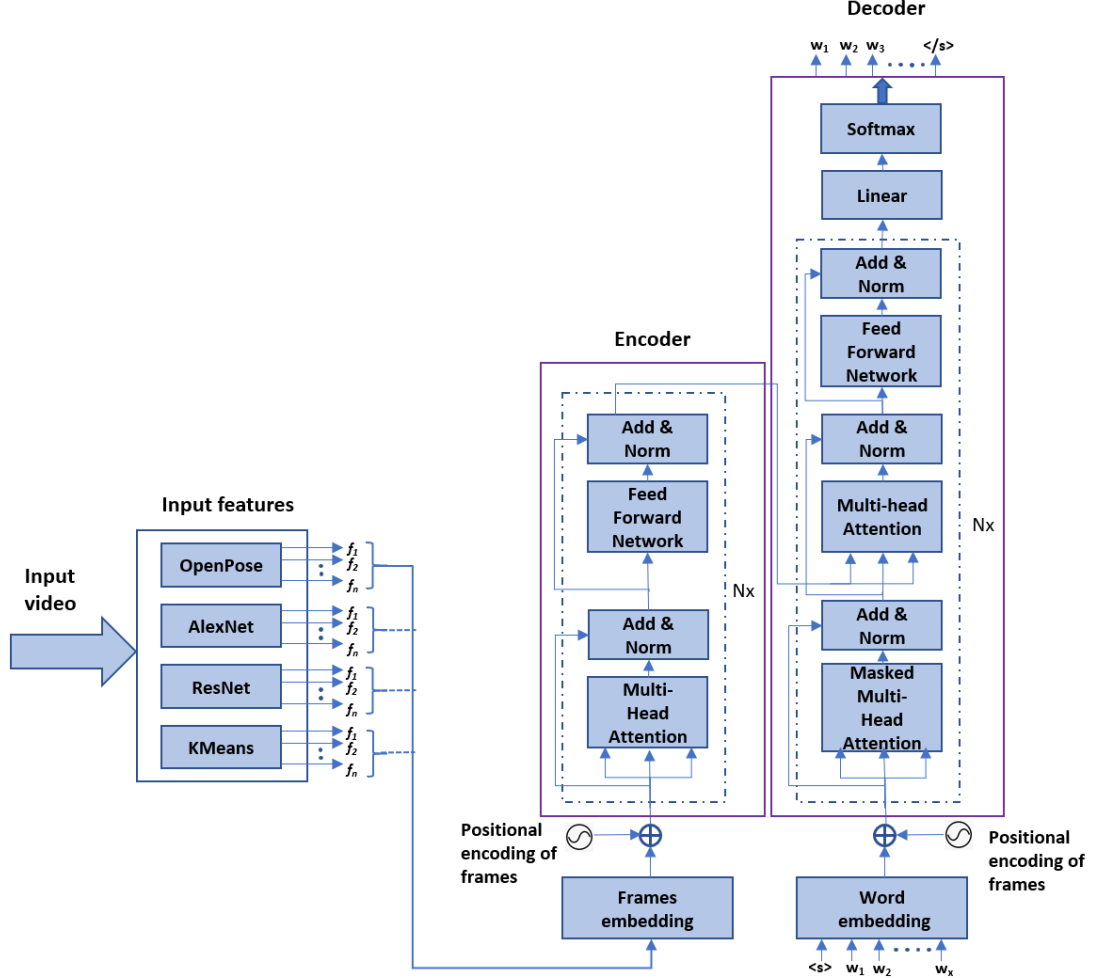 Decoder
w₁ w₂ w₃ ..... </s>
Softmax
Linear
Add &
Norm
Feed
Forward
Network
Add &
Norm
Multi-head
Attention
Nx
Add &
Norm
Masked
Multi-
Head
Attention
Positional
encoding of
frames
Word
embedding
<s> w₁ w₂ ..... wₓ
Encoder
Add &
Norm
Feed
Forward
Network
Nx
Add &
Norm
Multi-
Head
Attention
Positional
encoding of
frames
Frames
embedding
Input features
Input
video
OpenPose
f₁
f₂
:
fₙ
AlexNet
f₁
f₂
:
fₙ
ResNet
f₁
f₂
:
fₙ
KMeans
f₁
f₂
:
fₙ